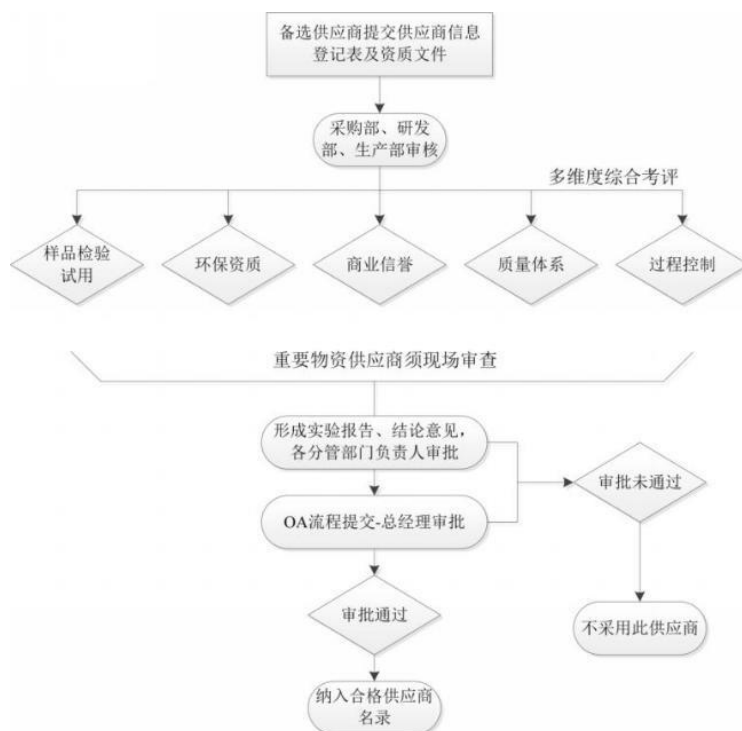 备选供应商提交供应商信息
登记表及资质文件
采购部、研发
部、生产部审核
多维度综合考评
样品检验
试用
环保资质
商业信誉
质量体系
过程控制
重要物资供应商须现场审查
形成实验报告、结论意见，
各分管部门负责人审批
审批未通过
OA流程提交-总经理审批
审批通过
不采用此供应商
纳入合格供应商
名录